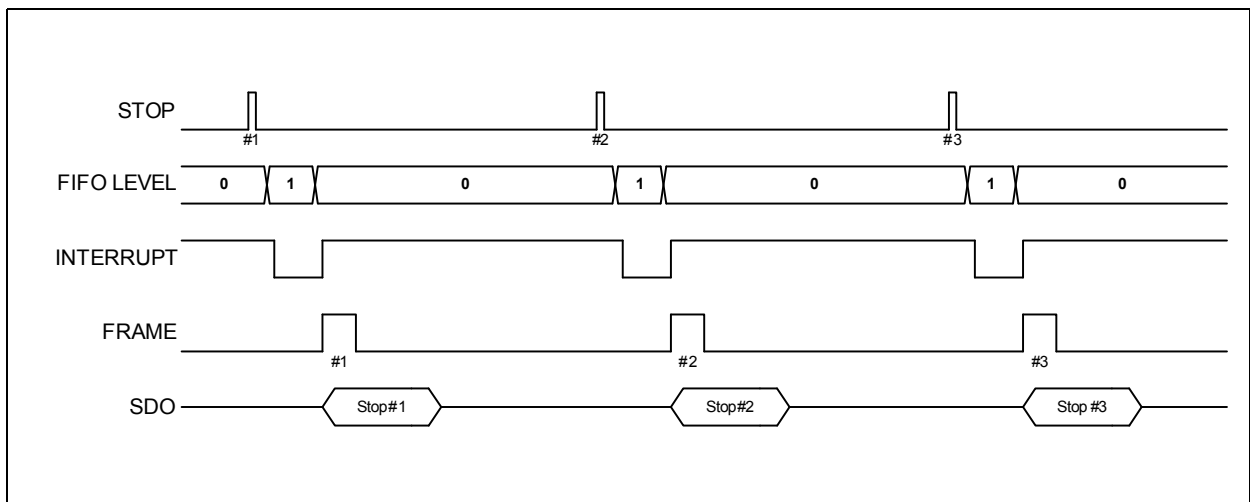 STOP
#1 #2 #3
FIFO LEVEL 0 1 0 1 0 1 0
INTERRUPT
FRAME
#1 #2 #3
SDO Stop#1 Stop#2 Stop #3